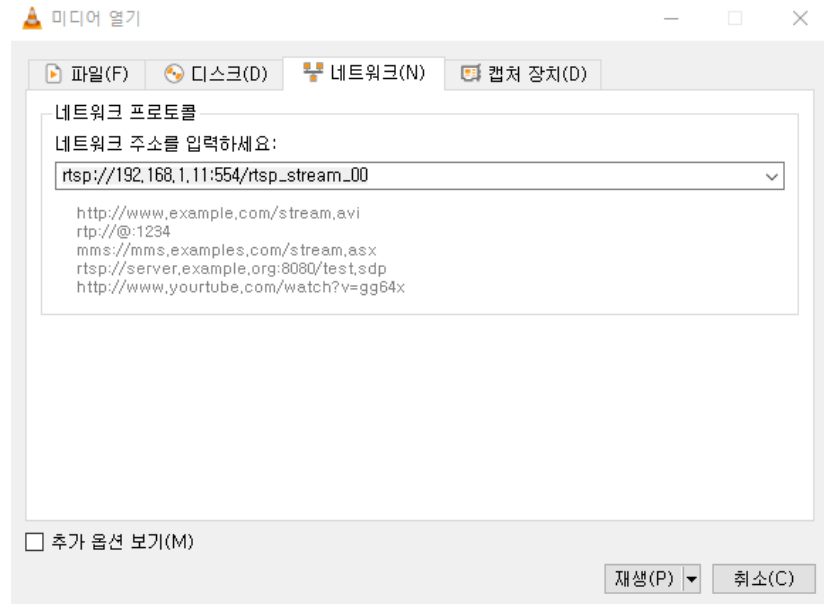 미디어 열기
파일(F) 디스크(D) 네트워크(N) 캡처 장치(D)
네트워크 프로토콜
네트워크 주소를 입력하세요:
rtsp://192.168.1.11:554/rtsp_stream_00
http://www.example.com/stream.avi
rtp://@:1234
mms://mms.examples.com/stream.asx
rtsp://server.example.org:8080/test.sdp
http://www.yourtube.com/watch?v=gg64x
추가 옵션 보기(M)
재생(P) 취소(C)